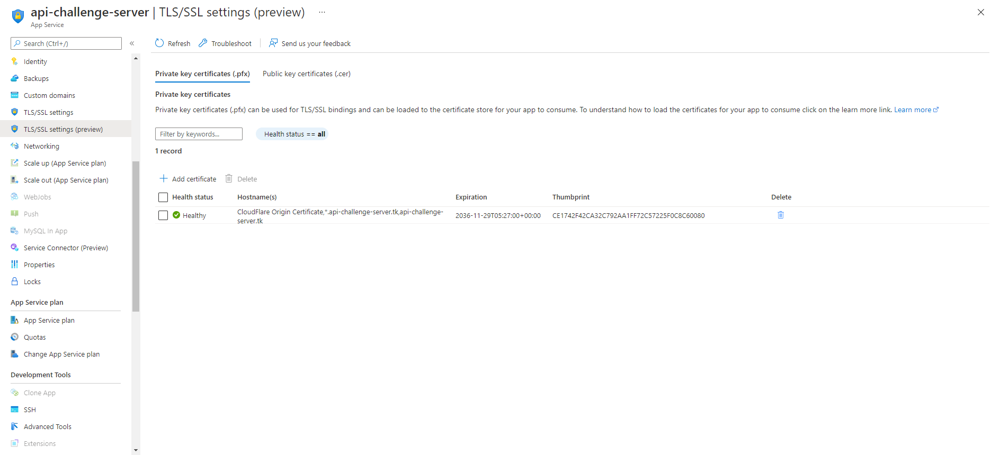 api-challenge-server | TLS/SSL settings (preview) ...
App Service
Search (Ctrl+/)
«
Identity
Backups
Custom domains
TLS/SSL settings
TLS/SSL settings (preview)
Networking
Scale up (App Service plan)
Scale out (App Service plan)
WebJobs
Push
MySQL In App
Service Connector (Preview)
Properties
Locks
App Service plan
App Service plan
Quotas
Change App Service plan
Development Tools
Clone App
SSH
Advanced Tools
Extensions
Refresh Troubleshoot Send us your feedback
Private key certificates (.pfx) Public key certificates (.cer)
Private key certificates
Private key certificates (.pfx) can be used for TLS/SSL bindings and can be loaded to the certificate store for your app to consume. To understand how to load the certificates for your app to consume click on the learn more link. Learn more
Filter by keywords... Health status == all
1 record
Add certificate Delete
Health status Hostname(s) Expiration Thumbprint Delete
Healthy CloudFlare Origin Certificate,*.api-challenge-server.tk,api-challenge-
server.tk 2036-11-29T05:27:00+00:00 CE1742F42CA32C792AA1FF72C57225F0C8C60080